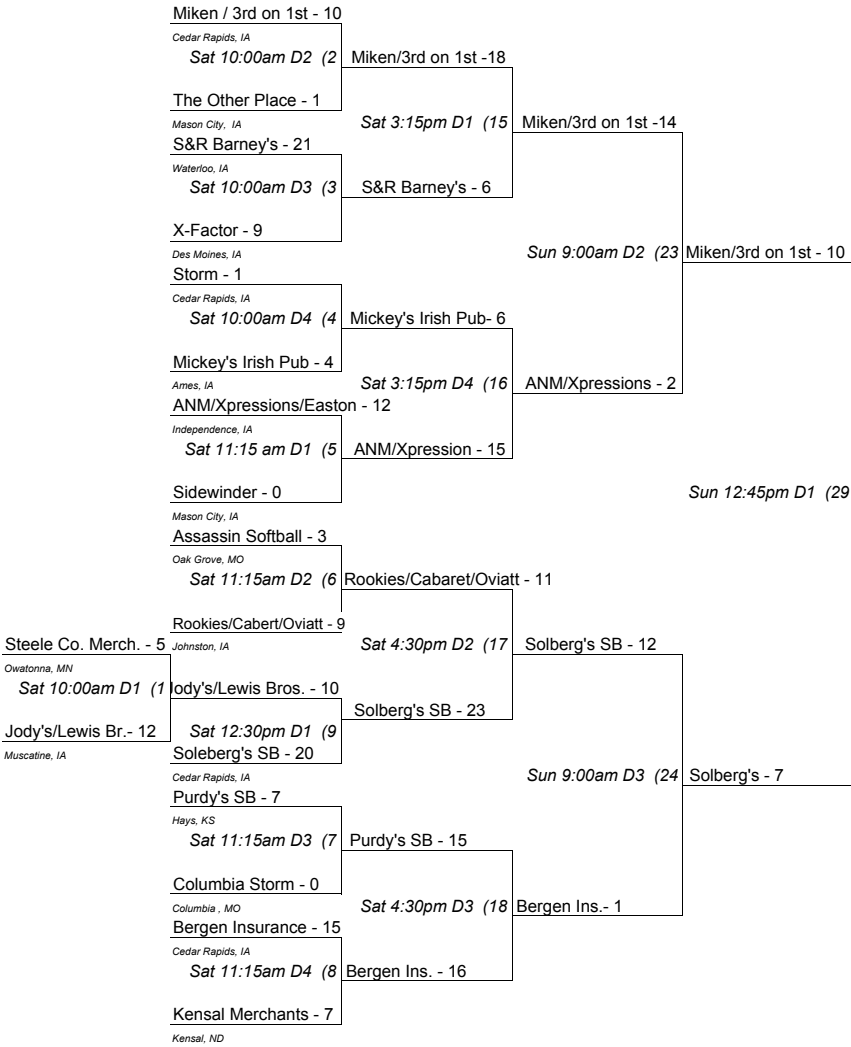 Miken / 3rd on 1st - 10
Cedar Rapids, IA
Sat 10:00am D2 (2 Miken/3rd on 1st -18
The Other Place - 1
Mason City, IA Sat 3:15pm D1 (15 Miken/3rd on 1st -14
S&R Barney's - 21
Waterloo, IA
Sat 10:00am D3 (3 S&R Barney's - 6
X-Factor - 9
Des Moines, IA Sun 9:00am D2 (23 Miken/3rd on 1st - 10
Storm - 1
Cedar Rapids, IA
Sat 10:00am D4 (4 Mickey's Irish Pub- 6
Mickey's Irish Pub - 4
Ames, IA Sat 3:15pm D4 (16 ANM/Xpressions - 2
ANM/Xpressions/Easton - 12
Independence, IA
Sat 11:15 am D1 (5 ANM/Xpression - 15
Sidewinder - 0 Sun 12:45pm D1 (29
Mason City, IA
Assassin Softball - 3
Oak Grove, MO
Sat 11:15am D2 (6 Rookies/Cabaret/Oviatt - 11
Rookies/Cabert/Oviatt - 9
Steele Co. Merch. - 5 Johnston, IA Sat 4:30pm D2 (17 Solberg's SB - 12
Owatonna, MN
Sat 10:00am D1 (1 Jody's/Lewis Bros. - 10
Solberg's SB - 23
Jody's/Lewis Br.- 12 Sat 12:30pm D1 (9
Muscatine, IA Soleberg's SB - 20
Cedar Rapids, IA Sun 9:00am D3 (24 Solberg's - 7
Purdy's SB - 7
Hays, KS
Sat 11:15am D3 (7 Purdy's SB - 15
Columbia Storm - 0
Columbia , MO Sat 4:30pm D3 (18 Bergen Ins.- 1
Bergen Insurance - 15
Cedar Rapids, IA
Sat 11:15am D4 (8 Bergen Ins. - 16
Kensal Merchants - 7
Kensal, ND